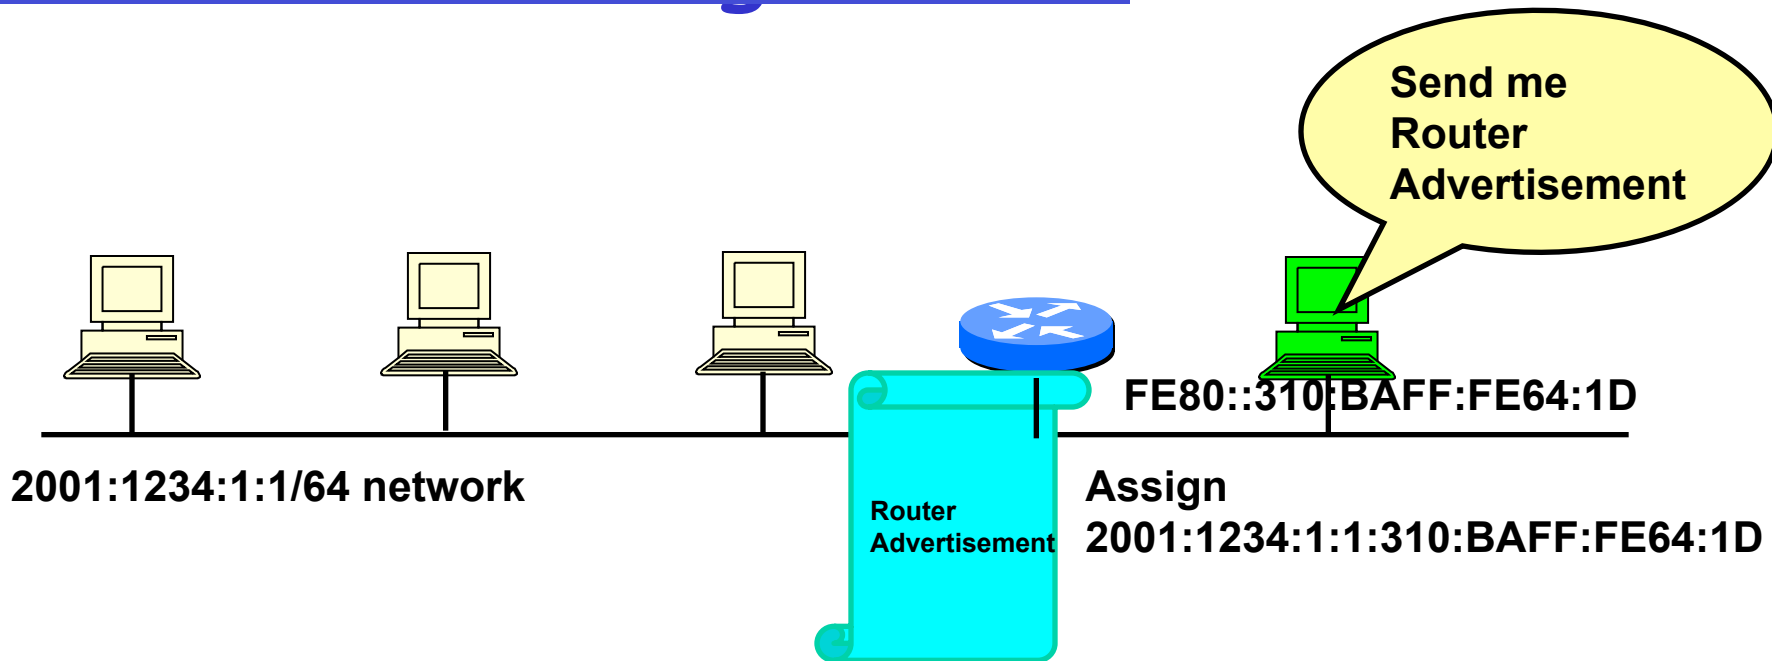 Send me
Router
Advertisement
FE80::310:BAFF:FE64:1D
2001:1234:1:1/64 network
Router
Advertisement
Assign
2001:1234:1:1:310:BAFF:FE64:1D